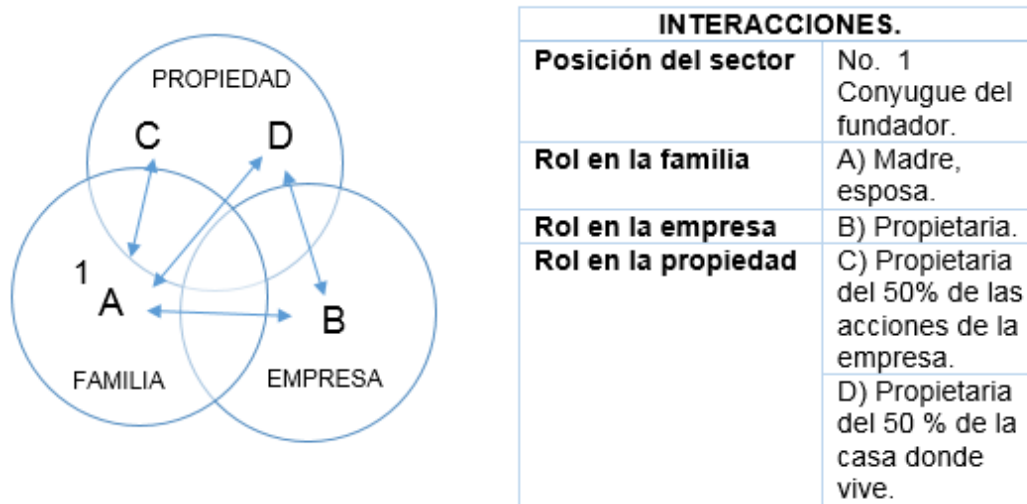 PROPIEDAD
C
D
1
A
B
FAMILIA
EMPRESA
INTERACCIONES.
Posición del sector
No. 1
Conyugue del
fundador.
Rol en la familia
A) Madre,
esposa.
Rol en la empresa
B) Propietaria.
Rol en la propiedad
C) Propietaria
del 50% de las
acciones de la
empresa.
D) Propietaria
del 50 % de la
casa donde
vive.